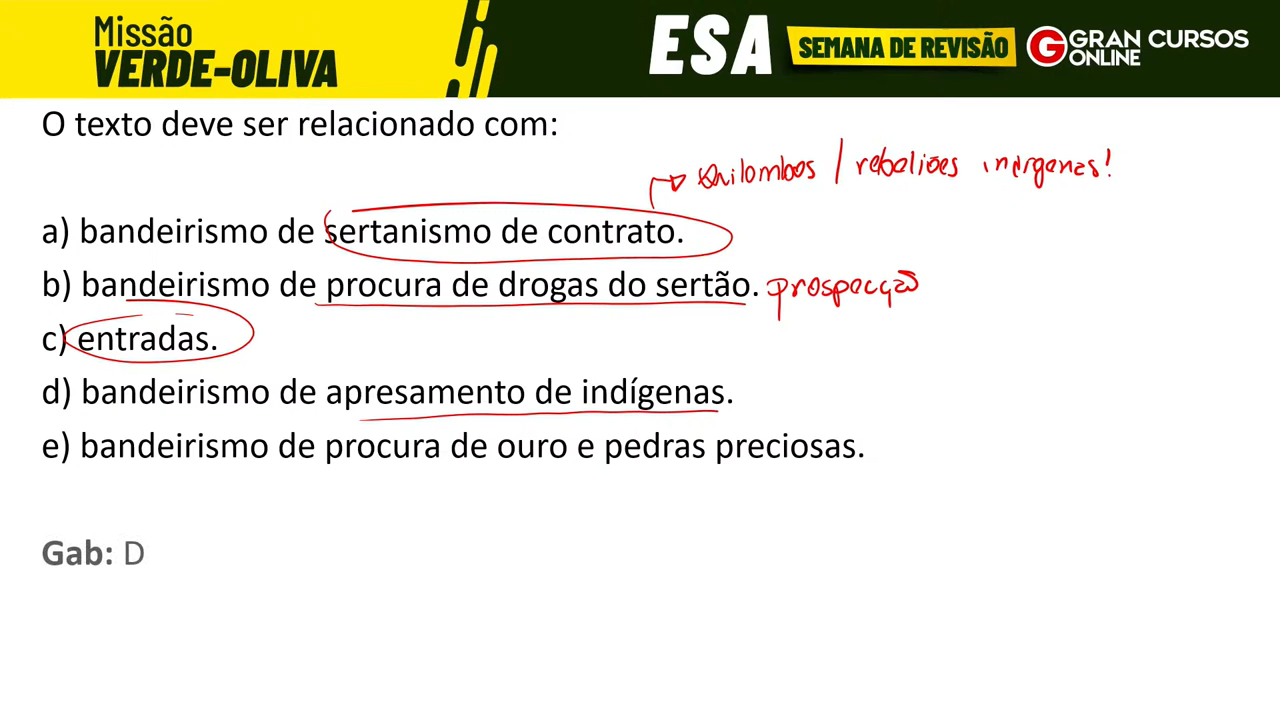 Missão
VERDE-OLIVA
ESA
SEMANA DE REVISÃO
G GRAN CURSOS
ONLINE
O texto deve ser relacionado com:
Quilombos / rebeliões indígenas!
a) bandeirismo de sertanismo de contrato.
b) bandeirismo de procura de drogas do sertão. prospecção
c) entradas.
d) bandeirismo de apresamento de indígenas.
e) bandeirismo de procura de ouro e pedras preciosas.
Gab: D